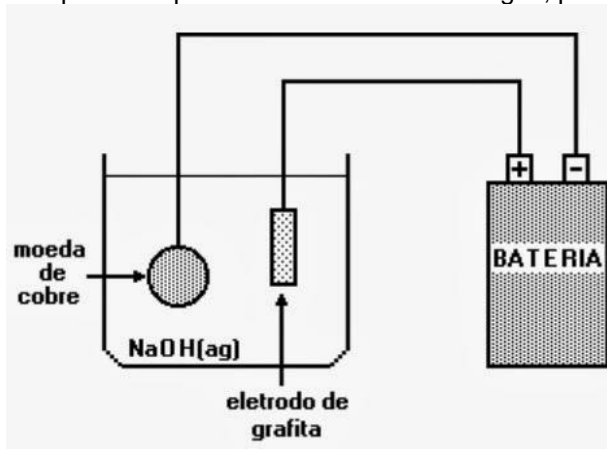 + -
BATERIA
moeda
de
cobre
NaOH(ag)
eletrodo de
grafita